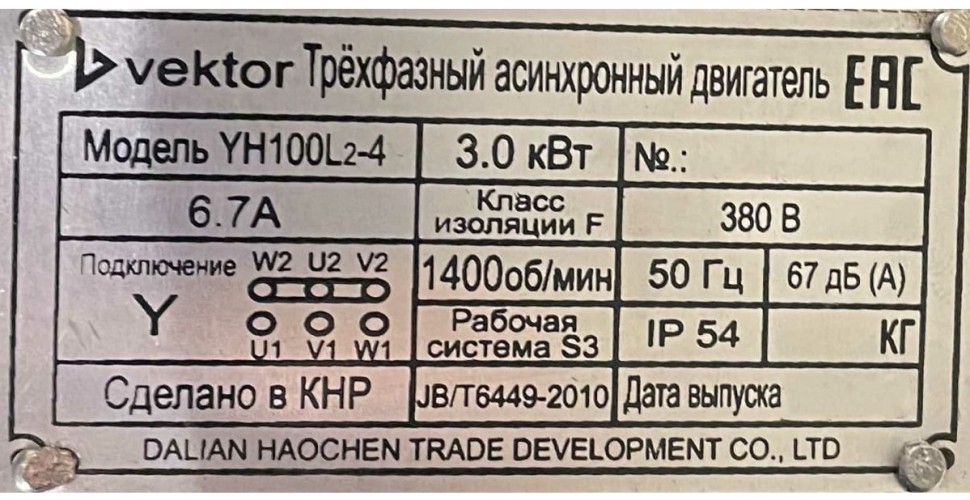 vektor Трёхфазный асинхронный двигатель EAC
Модель YH100L2-4 3.0 кВт №.:
6.7А Класс изоляции F 380 В
Подключение W2 U2 V2 1400об/мин 50 Гц 67 дБ (А)
Y U1 V1 W1 Рабочая система S3 IP 54 КГ
Сделано в КНР JB/T6449-2010 Дата выпуска
DALIAN HAOCHEN TRADE DEVELOPMENT CO., LTD